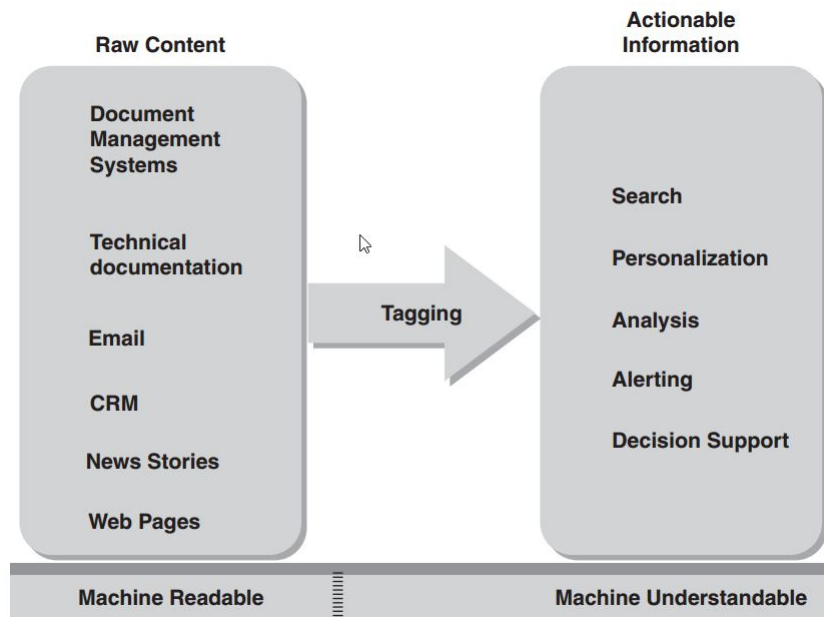 Raw Content
Document
Management
Systems
Technical
documentation
Email
CRM
News Stories
Web Pages
Tagging
Actionable
Information
Search
Personalization
Analysis
Alerting
Decision Support
Machine Readable
Machine Understandable